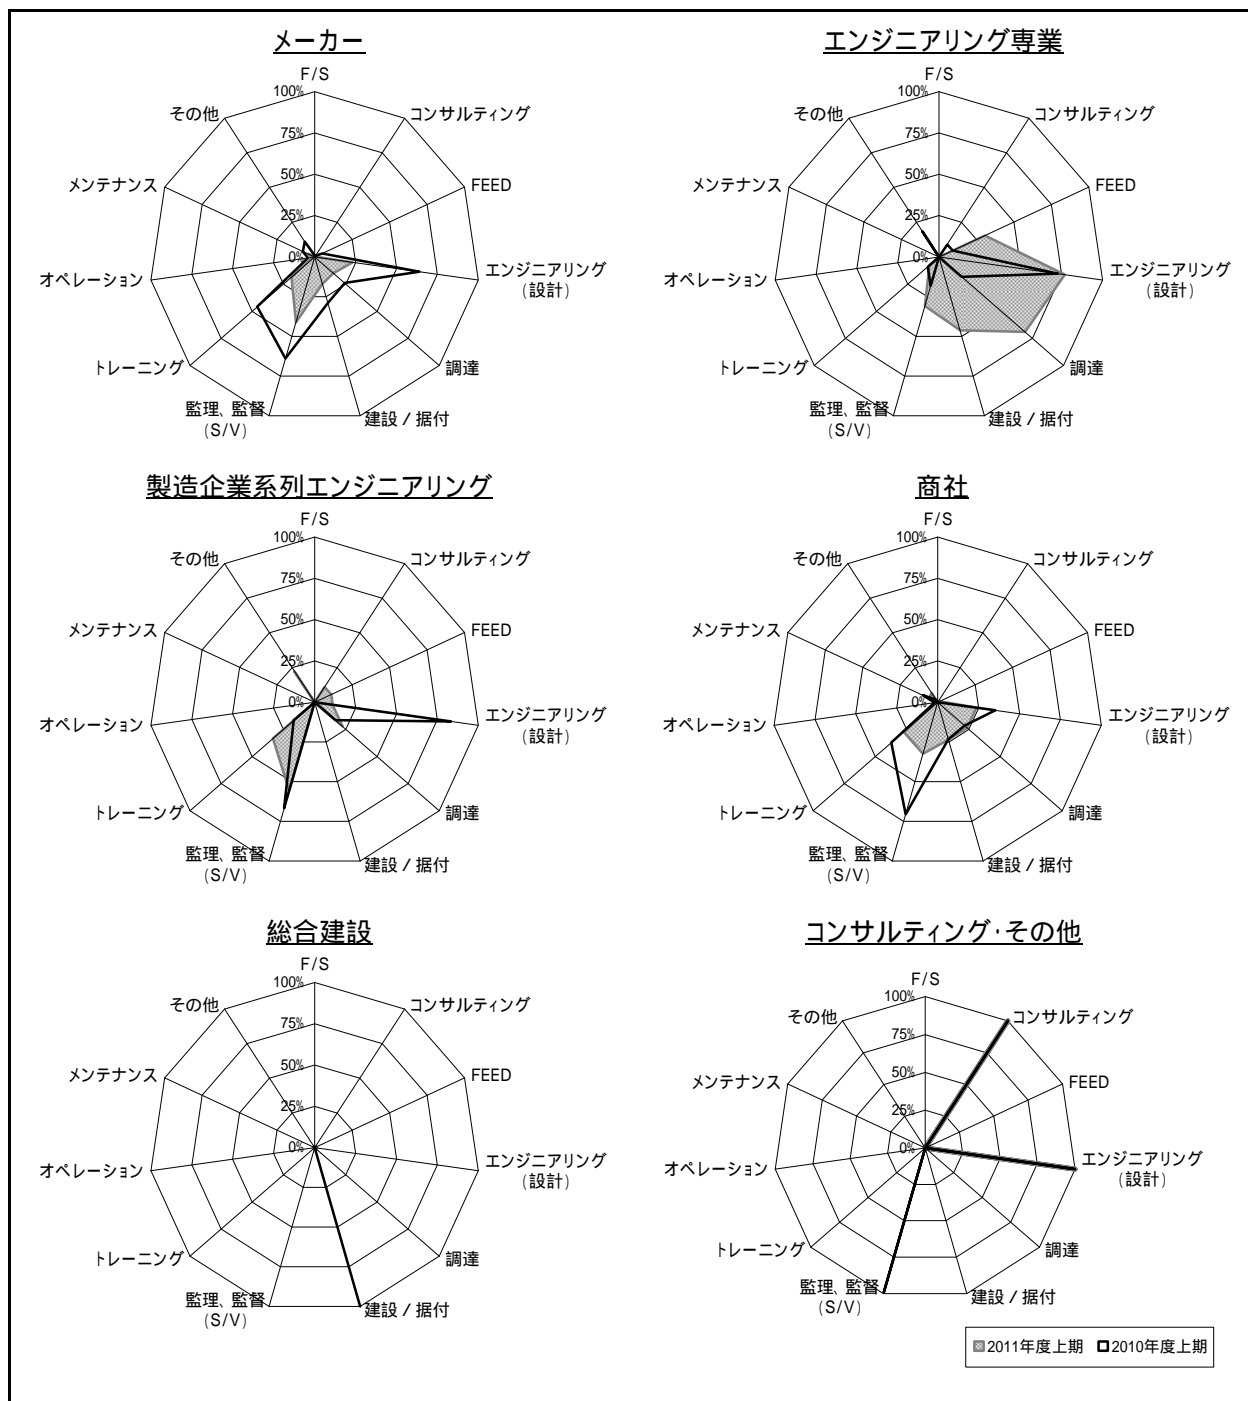 メーカー
F/S
100%
その他
コンサルティング
75%
メンテナンス
FEED
50%
25%
0%
オペレーション
エンジニアリング
(設計)
トレーニング
調達
監理、監督
(S/V)
建設/据付
エンジニアリング専業
F/S
100%
その他
コンサルティング
75%
メンテナンス
FEED
50%
25%
0%
オペレーション
エンジニアリング
(設計)
トレーニング
調達
監理、監督
(S/V)
建設/据付
製造企業系列エンジニアリング
F/S
100%
その他
コンサルティング
75%
メンテナンス
FEED
50%
25%
0%
オペレーション
エンジニアリング
(設計)
トレーニング
調達
監理、監督
(S/V)
建設/据付
商社
F/S
100%
その他
コンサルティング
75%
メンテナンス
FEED
50%
25%
0%
オペレーション
エンジニアリング
(設計)
トレーニング
調達
監理、監督
(S/V)
建設/据付
総合建設
F/S
100%
その他
コンサルティング
75%
メンテナンス
FEED
50%
25%
0%
オペレーション
エンジニアリング
(設計)
トレーニング
調達
監理、監督
(S/V)
建設/据付
コンサルティング・その他
F/S
100%
その他
コンサルティング
75%
メンテナンス
FEED
50%
25%
0%
オペレーション
エンジニアリング
(設計)
トレーニング
調達
監理、監督
(S/V)
建設/据付
2011年度上期 2010年度上期